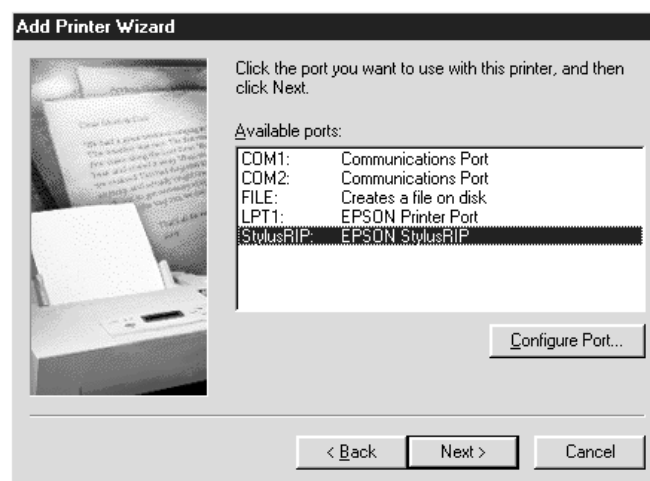 Add Printer Wizard
Click the port you want to use with this printer, and then
click Next.
Available ports:
COM1: Communications Port
COM2: Communications Port
FILE: Creates a file on disk
LPT1: EPSON Printer Port
StylusRIP: EPSON StylusRIP
Configure Port...
< Back Next > Cancel